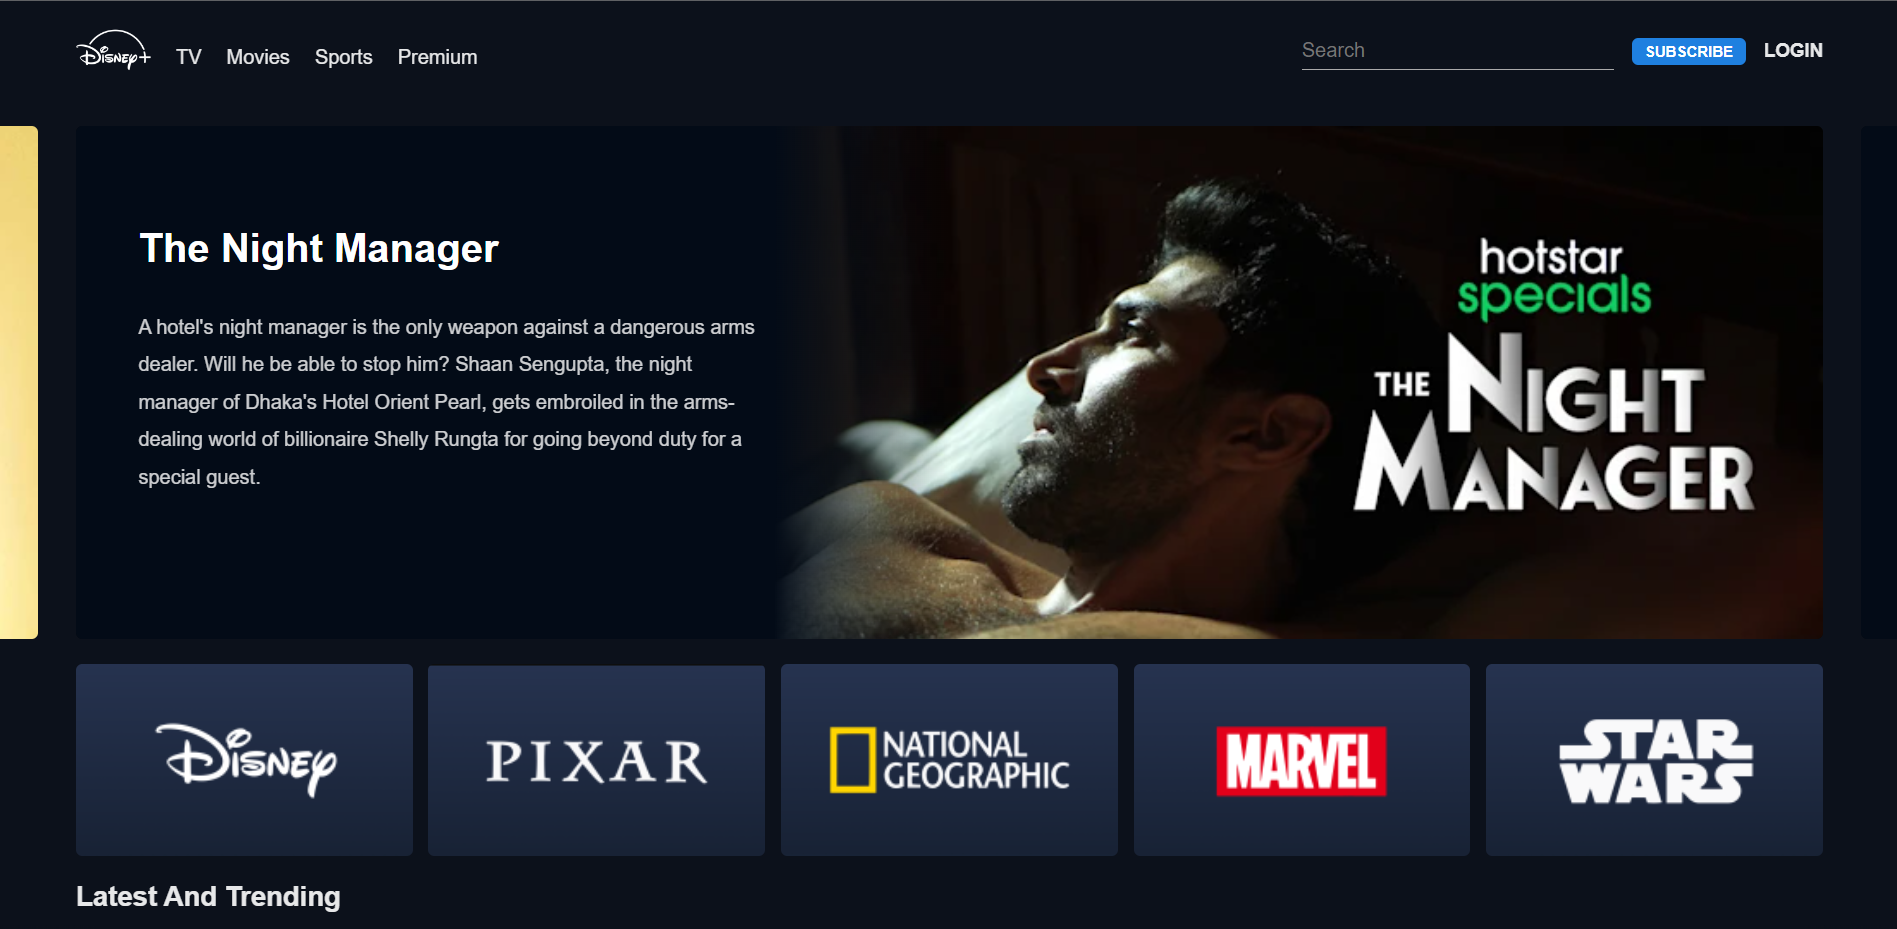 Disney+
TV
Movies
Sports
Premium
Search
SUBSCRIBE
LOGIN
The Night Manager
A hotel's night manager is the only weapon against a dangerous arms
dealer. Will he be able to stop him? Shaan Sengupta, the night
manager of Dhaka's Hotel Orient Pearl, gets embroiled in the arms-
dealing world of billionaire Shelly Rungta for going beyond duty for a
special guest.
hotstar
specials
THE NIGHT
MANAGER
Disney
PIXAR
NATIONAL
GEOGRAPHIC
MARVEL
STAR
WARS
Latest And Trending